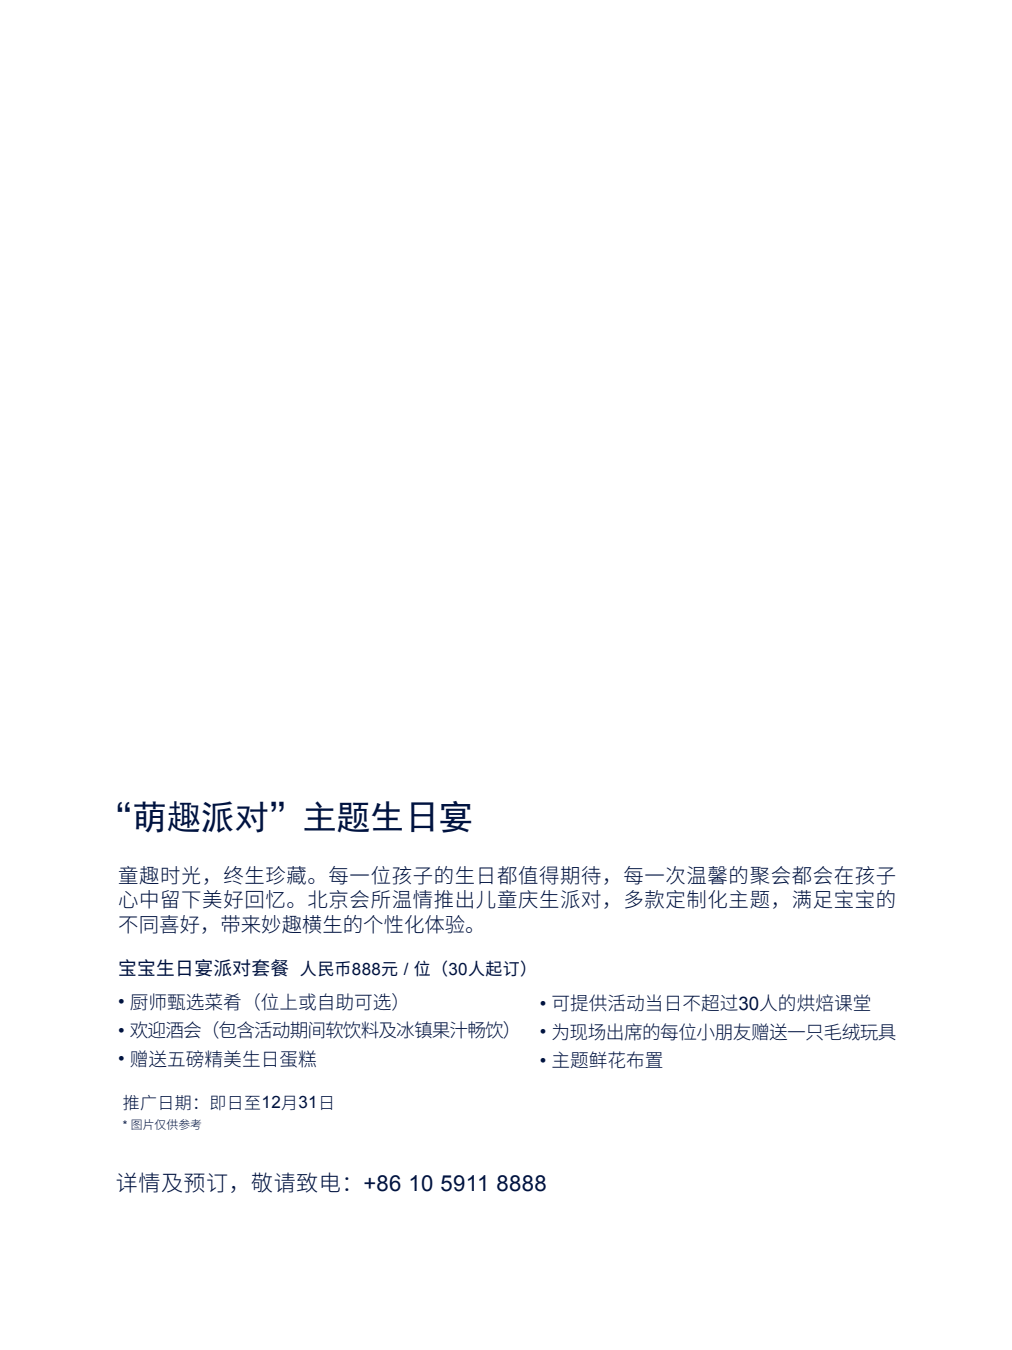 “萌趣派对” 主题生日宴
童趣时光，终生珍藏。每一位孩子的生日都值得期待，每一次温馨的聚会都会在孩子
心中留下美好回忆。北京会所温情推出儿童庆生派对，多款定制化主题，满足宝宝的
不同喜好，带来妙趣横生的个性化体验。
宝宝生日宴派对套餐 人民币888元 / 位（30人起订）
• 厨师甄选菜肴（位上或自助可选）
• 欢迎酒会（包含活动期间软饮料及冰镇果汁畅饮）
• 赠送五磅精美生日蛋糕
• 可提供活动当日不超过30人的烘焙课堂
• 为现场出席的每位小朋友赠送一只毛绒玩具
• 主题鲜花布置
推广日期：即日至12月31日
* 图片仅供参考
详情及预订，敬请致电：+86 10 5911 8888